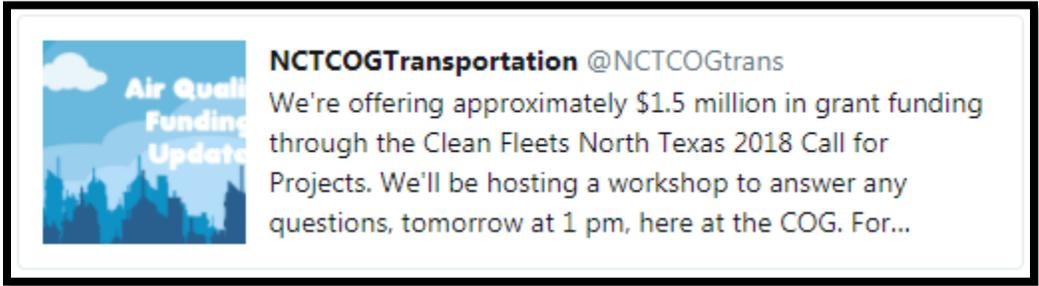 Air Quali
Funding
Update
NCTCOGTransportation @NCTCOGtrans
We're offering approximately $1.5 million in grant funding
through the Clean Fleets North Texas 2018 Call for
Projects. We'll be hosting a workshop to answer any
questions, tomorrow at 1 pm, here at the COG. For...